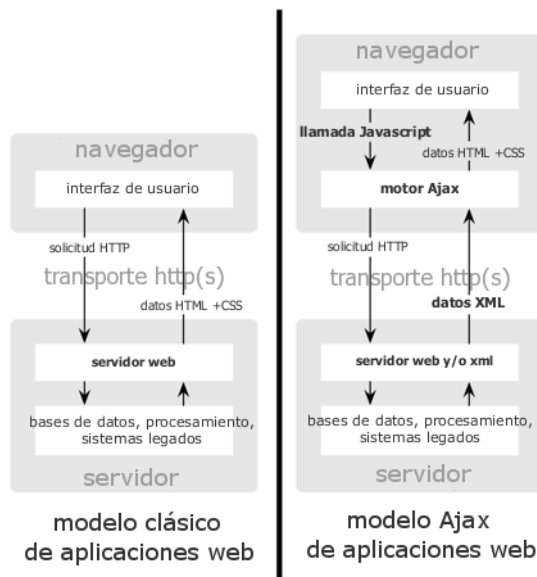 navegador
interfaz de usuario
solicitud HTTP
transporte http(s)
datos HTML +CSS
servidor web
bases de datos, procesamiento,
sistemas legados
servidor
modelo clásico
de aplicaciones web
navegador
interfaz de usuario
llamada Javascript
datos HTML +CSS
motor Ajax
solicitud HTTP
transporte http(s)
datos XML
servidor web y/o xml
bases de datos, procesamiento,
sistemas legados
servidor
modelo Ajax
de aplicaciones web